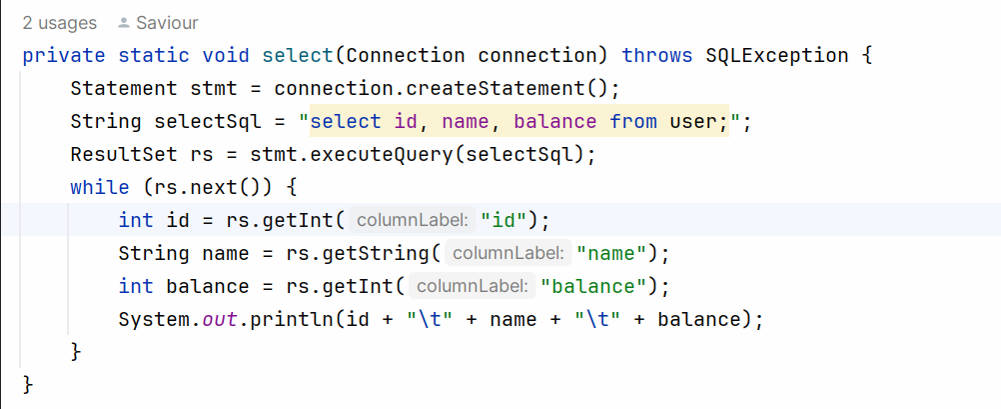 2 usages Saviour
private static void select(Connection connection) throws SQLException {
    Statement stmt = connection.createStatement();
    String selectSql = "select id, name, balance from user;";
    ResultSet rs = stmt.executeQuery(selectSql);
    while (rs.next()) {
        int id = rs.getInt( columnLabel: "id");
        String name = rs.getString( columnLabel: "name");
        int balance = rs.getInt( columnLabel: "balance");
        System.out.println(id + "\t" + name + "\t" + balance);
    }
}